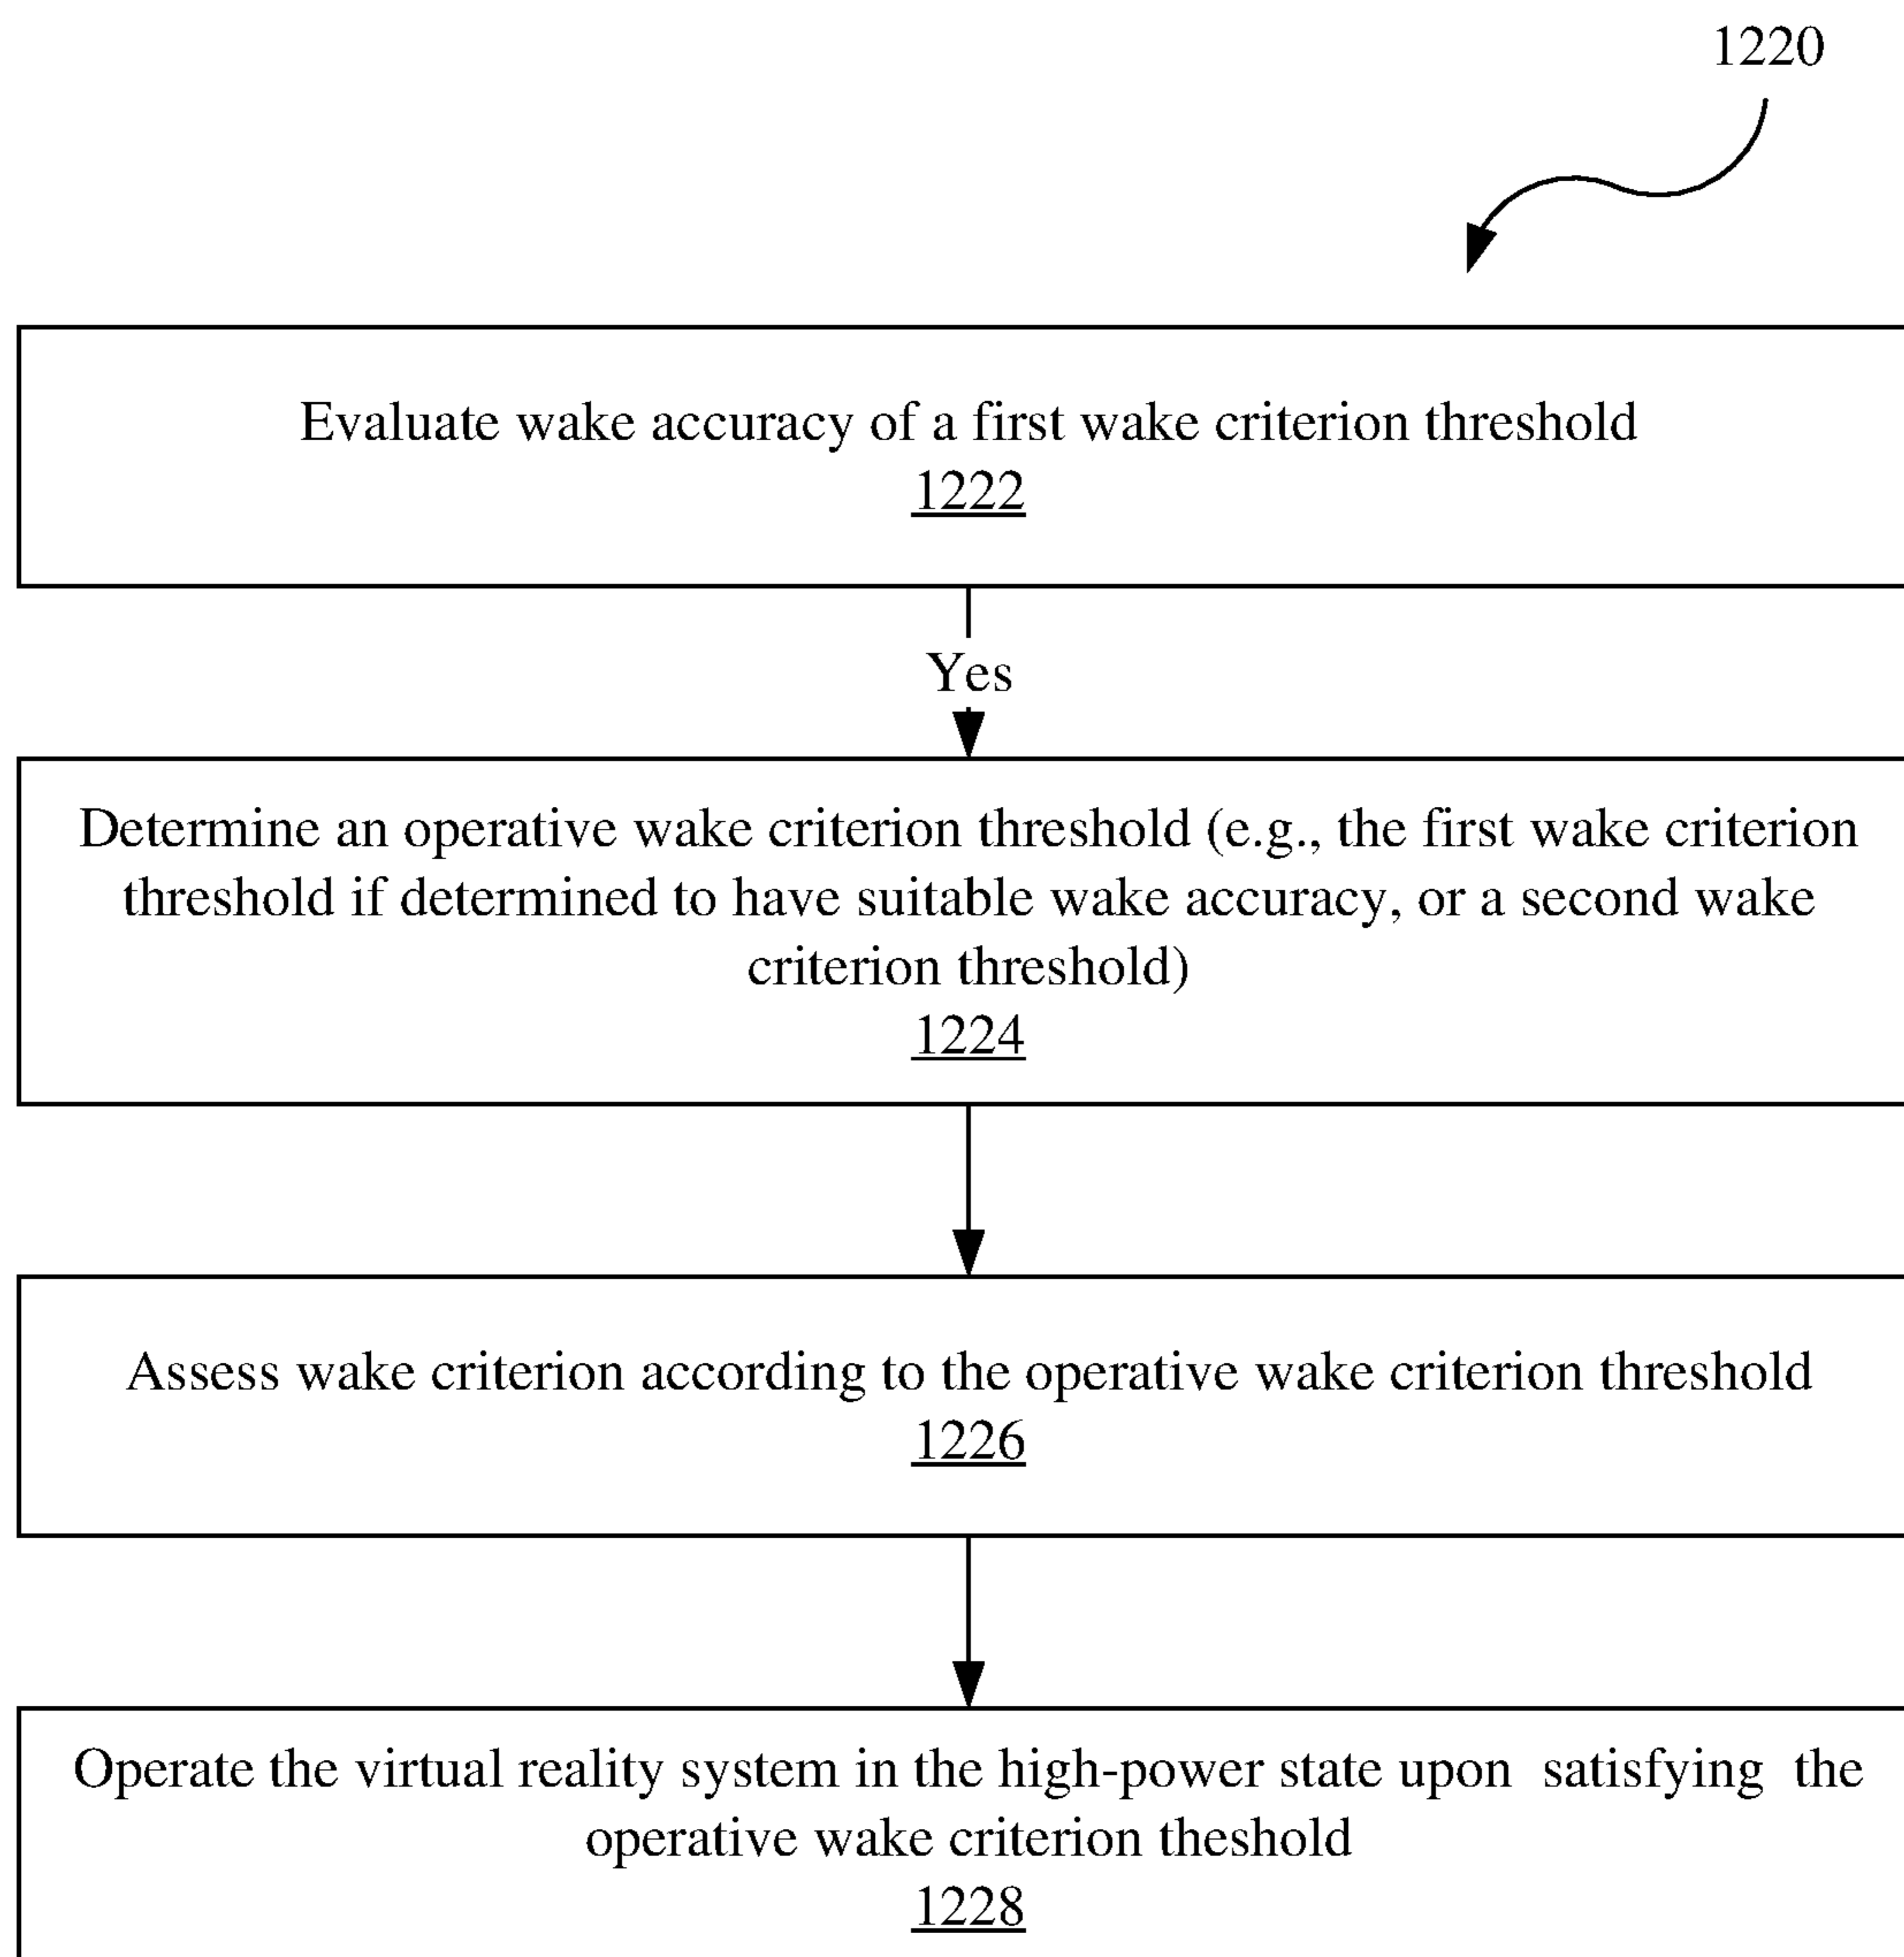 1220
Evaluate wake accuracy of a first wake criterion threshold
1222
Yes
Determine an operative wake criterion threshold (e.g., the first wake criterion
threshold if determined to have suitable wake accuracy, or a second wake
criterion threshold)
1224
Assess wake criterion according to the operative wake criterion threshold
1226
Operate the virtual reality system in the high-power state upon satisfying the
operative wake criterion theshold
1228